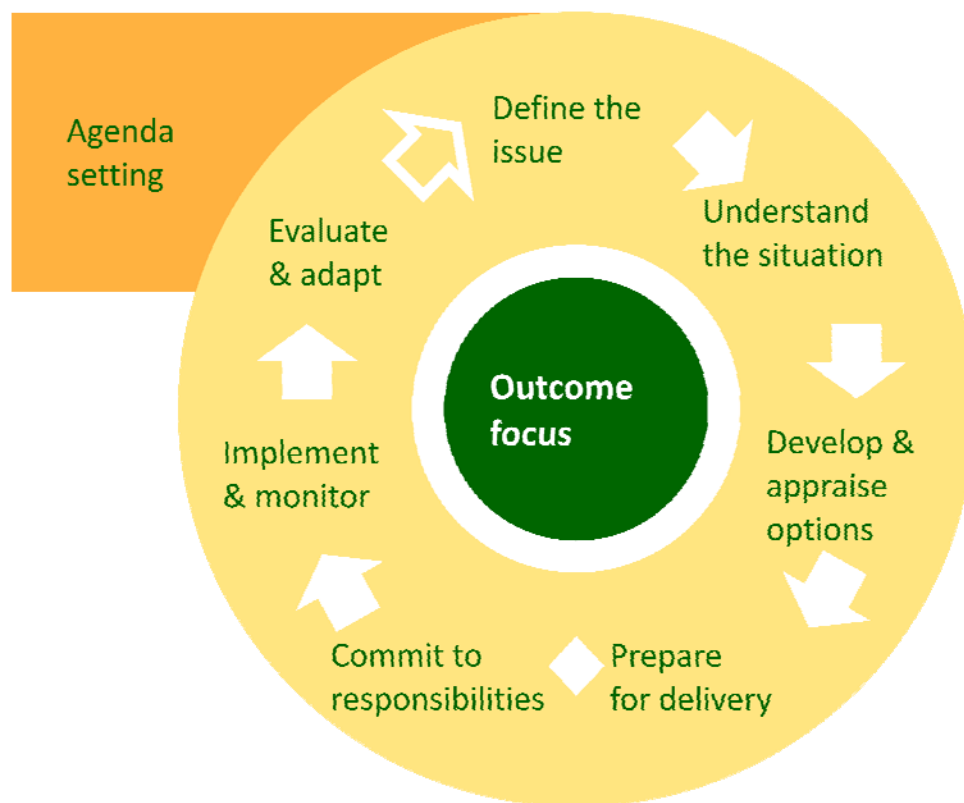 Agenda
setting
Define the
issue
Understand
the situation
Develop &
appraise
options
Prepare
for delivery
Commit to
responsibilities
Implement
& monitor
Evaluate
& adapt
Outcome
focus